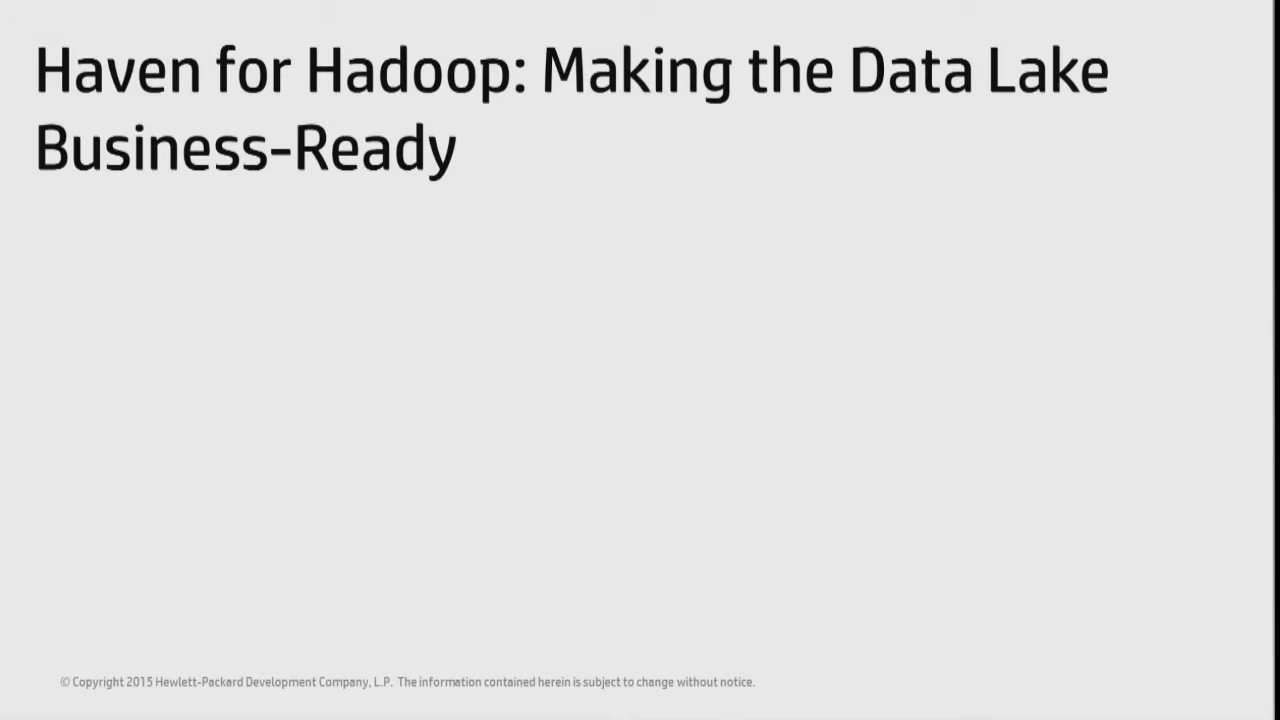 Haven for Hadoop: Making the Data Lake
Business-Ready
© Copyright 2015 Hewlett-Packard Development Company, L.P. The information contained herein is subject to change without notice.